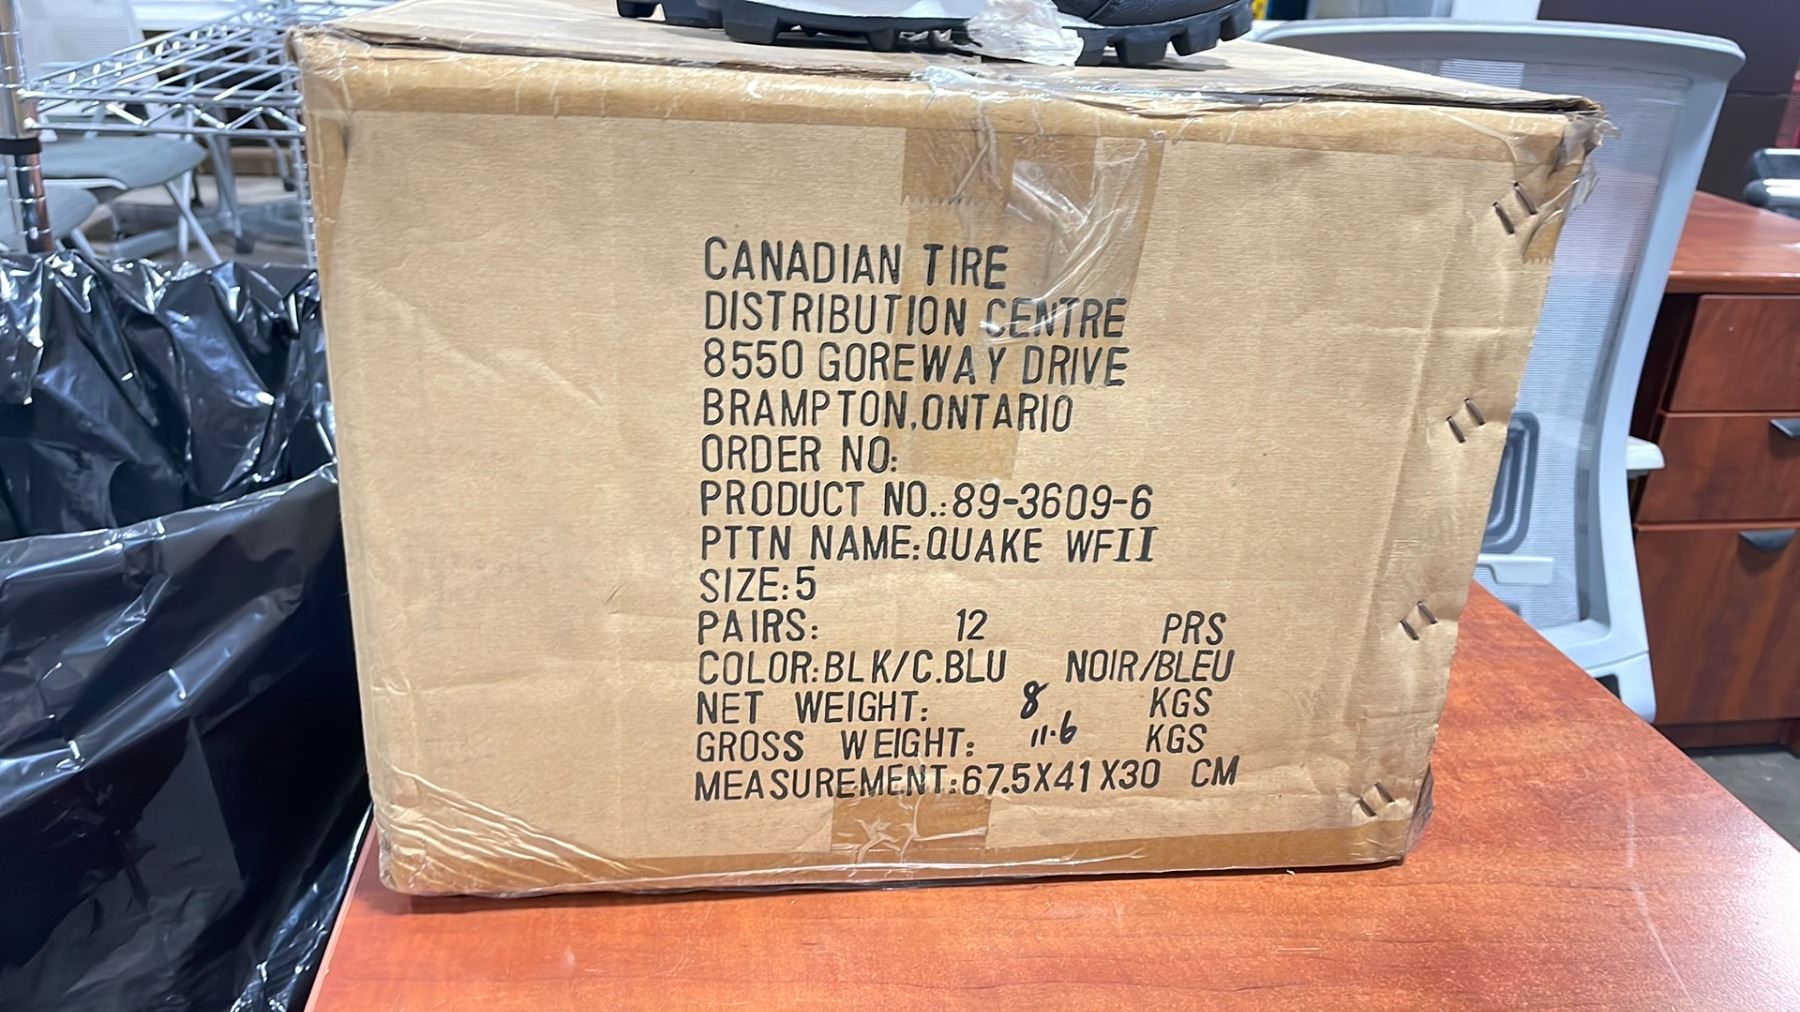 CANADIAN TIRE
DISTRIBUTION CENTRE
8550 GOREWAY DRIVE
BRAMPTON,ONTARIO
ORDER NO:
PRODUCT NO.:89-3609-6
PTTN NAME:QUAKE WFII
SIZE:5
PAIRS: 12 PRS
COLOR:BLK/C.BLU NOIR/BLEU
NET WEIGHT: 8 KGS
GROSS WEIGHT: 11.6 KGS
MEASUREMENT:67.5X41X30 CM